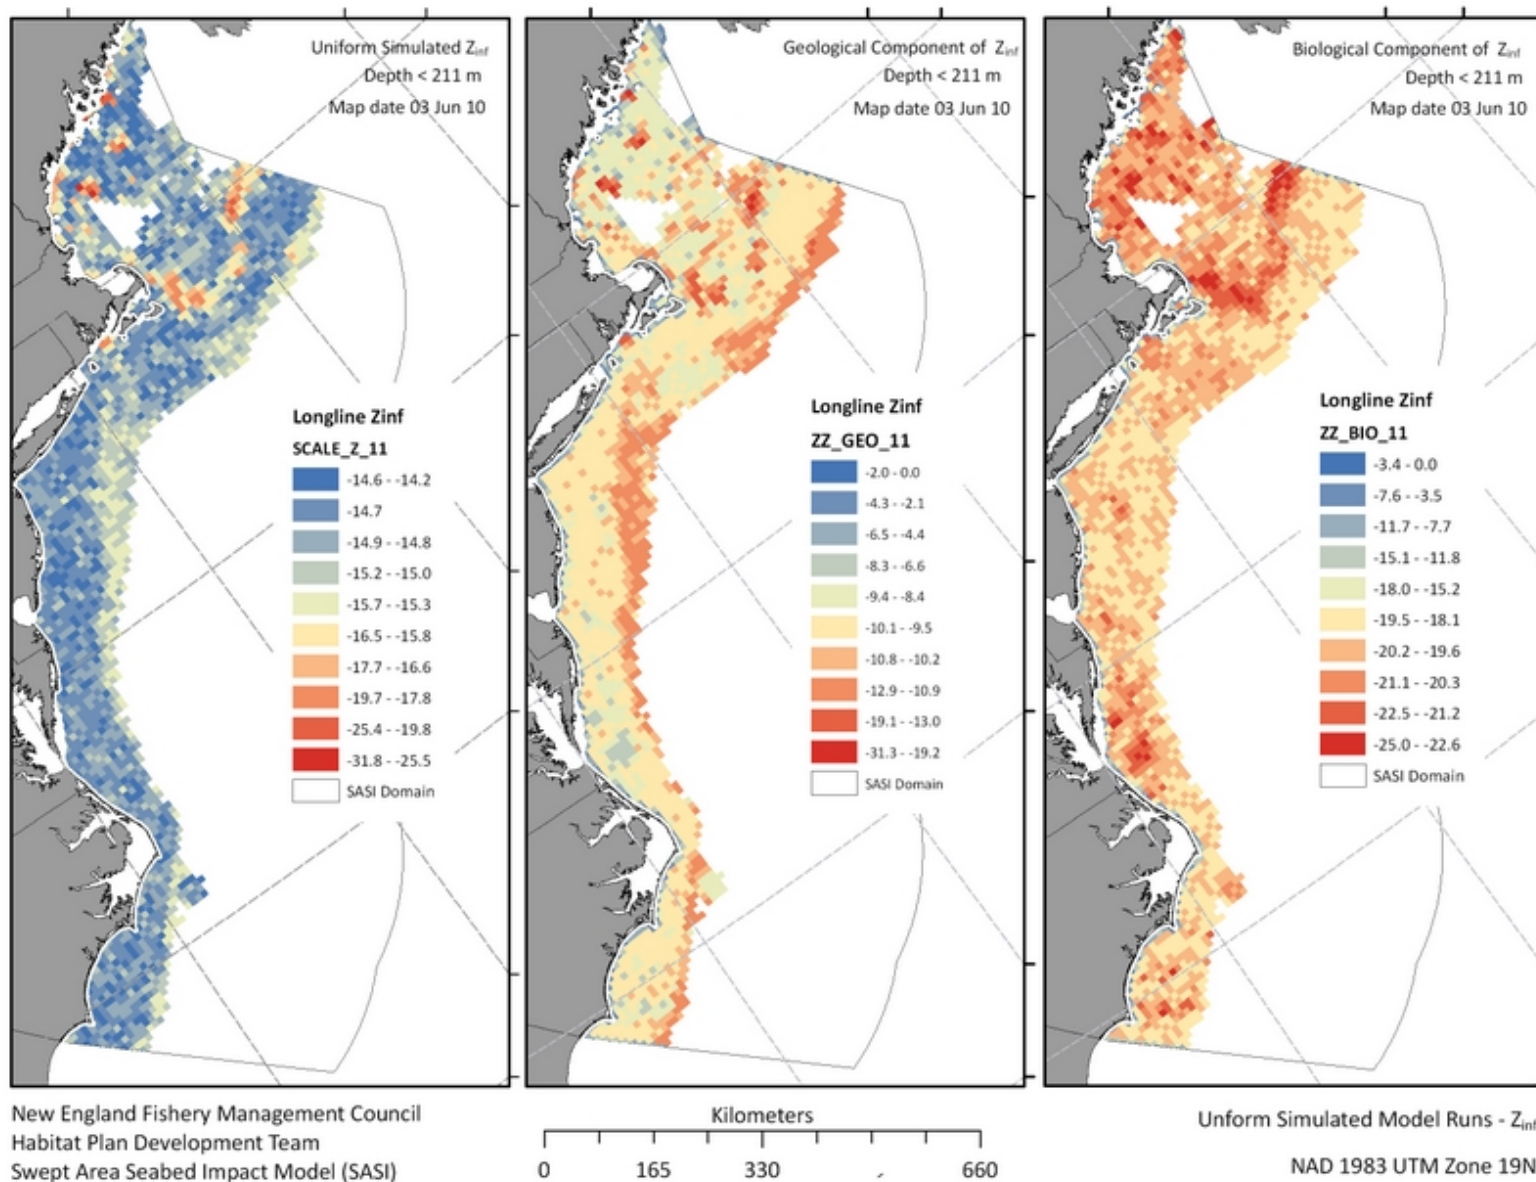 Uniform Simulated Zinf
Depth < 211 m
Map date 03 Jun 10
Longline Zinf
SCALE_Z_11
-14.6 - -14.2
-14.7
-14.9 - -14.8
-15.2 - -15.0
-15.7 - -15.3
-16.5 - -15.8
-17.7 - -16.6
-19.7 - -17.8
-25.4 - -19.8
-31.8 - -25.5
SASI Domain
Geological Component of Zinf
Depth < 211 m
Map date 03 Jun 10
Longline Zinf
ZZ_GEO_11
-2.0 - 0.0
-4.3 - -2.1
-6.5 - -4.4
-8.3 - -6.6
-9.4 - -8.4
-10.1 - -9.5
-10.8 - -10.2
-12.9 - -10.9
-19.1 - -13.0
-31.3 - -19.2
SASI Domain
Biological Component of Zinf
Depth < 211 m
Map date 03 Jun 10
Longline Zinf
ZZ_BIO_11
-3.4 - 0.0
-7.6 - -3.5
-11.7 - -7.7
-15.1 - -11.8
-18.0 - -15.2
-19.5 - -18.1
-20.2 - -19.6
-21.1 - -20.3
-22.5 - -21.2
-25.0 - -22.6
SASI Domain
New England Fishery Management Council
Habitat Plan Development Team
Swept Area Seabed Impact Model (SASI)
Kilometers
0 165 330 660
Unform Simulated Model Runs - Zinf
NAD 1983 UTM Zone 19N